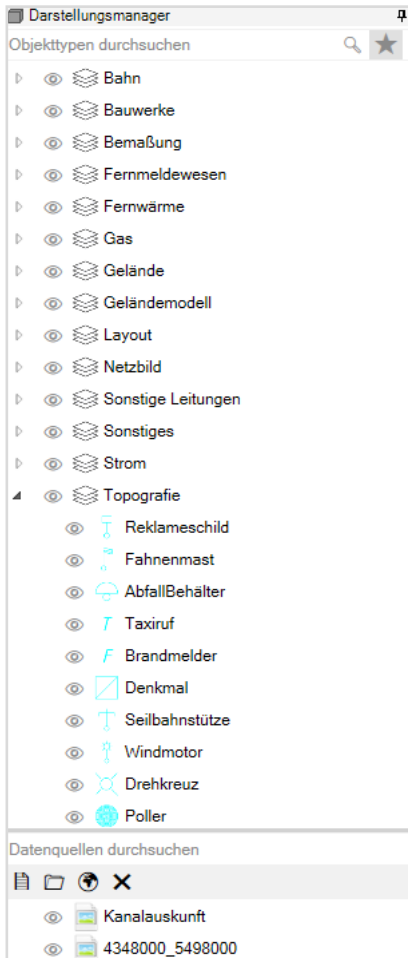 Darstellungsmanager
Objekttypen durchsuchen
Bahn
Bauwerke
Bemaßung
Fernmeldewesen
Fernwärme
Gas
Gelände
Geländemodell
Layout
Netzbild
Sonstige Leitungen
Sonstiges
Strom
Topografie
Reklameschild
Fahnenmast
AbfallBehälter
T Taxiruf
F Brandmelder
Denkmal
Seilbahnstütze
Windmotor
Drehkreuz
Poller
Datenquellen durchsuchen
Kanalauskunft
4348000_5498000